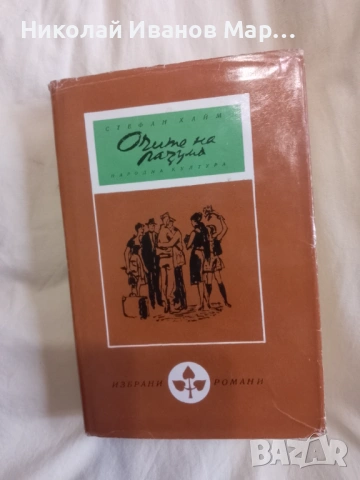 Николай Иванов Мар...
СТЕФАН ХАЙМ
Очите на
разума
НАРОДНА КУЛТУРА
ИЗБРАНИ РОМАНИ
BAZAR